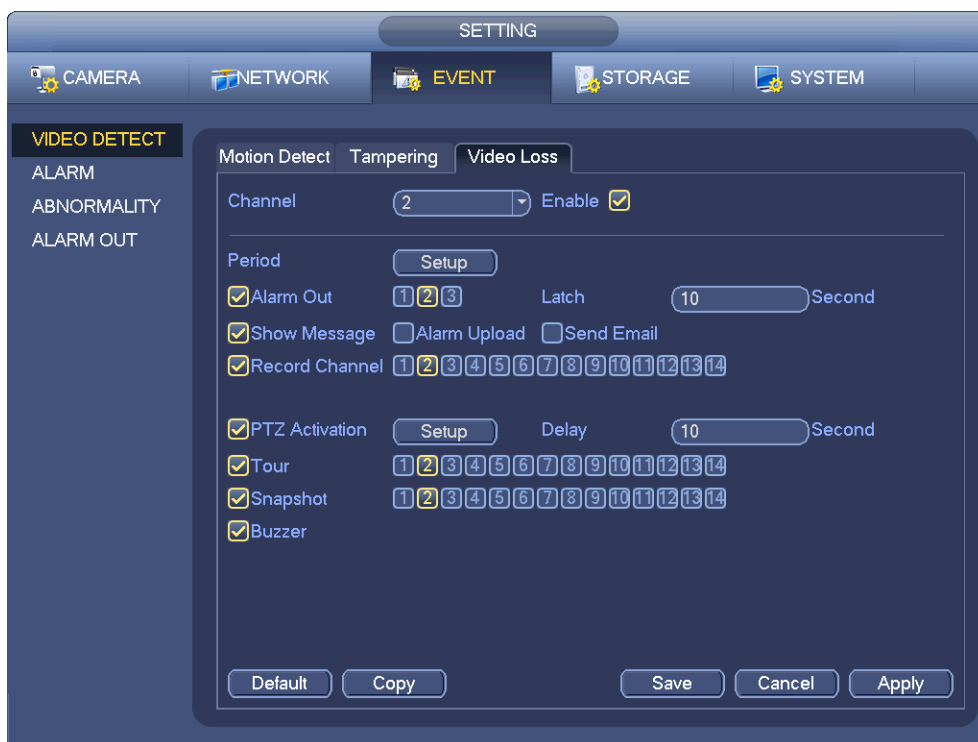 SETTING
CAMERA NETWORK EVENT STORAGE SYSTEM
VIDEO DETECT
ALARM
ABNORMALITY
ALARM OUT
Motion Detect Tampering Video Loss
Channel 2 Enable
Period Setup
Alarm Out 1 2 3 Latch 10 Second
Show Message Alarm Upload Send Email
Record Channel 1 2 3 4 5 6 7 8 9 10 11 12 13 14
PTZ Activation Setup Delay 10 Second
Tour 1 2 3 4 5 6 7 8 9 10 11 12 13 14
Snapshot 1 2 3 4 5 6 7 8 9 10 11 12 13 14
Buzzer
Default Copy Save Cancel Apply